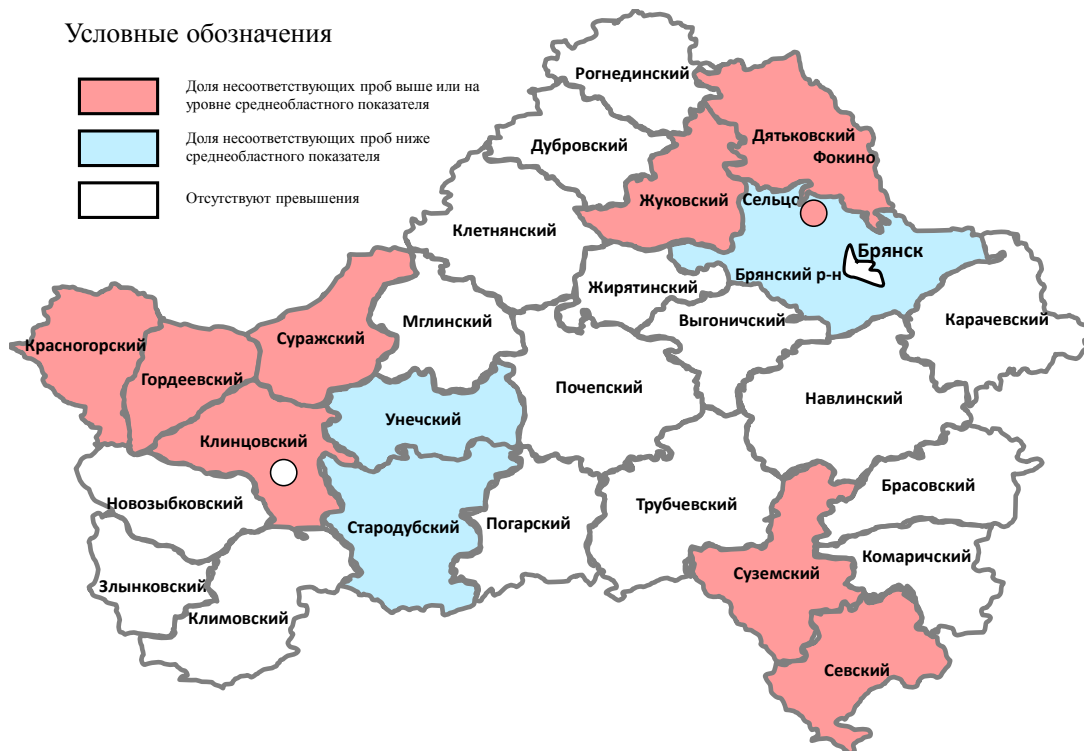 Условные обозначения
Доля несоответствующих проб выше или на
уровне среднеобластного показателя
Доля несоответствующих проб ниже
среднеобластного показателя
Отсутствуют превышения
Рогнединский
Дубровский
Дятьковский
Фокино
Жуковский
Сельцо
Клетнянский
Брянск
Брянский р-н
Жирятинский
Выгоничский
Карачевский
Мглинский
Суражский
Красногорский
Гордеевский
Почепский
Навлинский
Унечский
Клинцовский
Новозыбковский
Стародубский
Погарский
Трубчевский
Брасовский
Комаричский
Суземский
Злынковский
Климовский
Севский